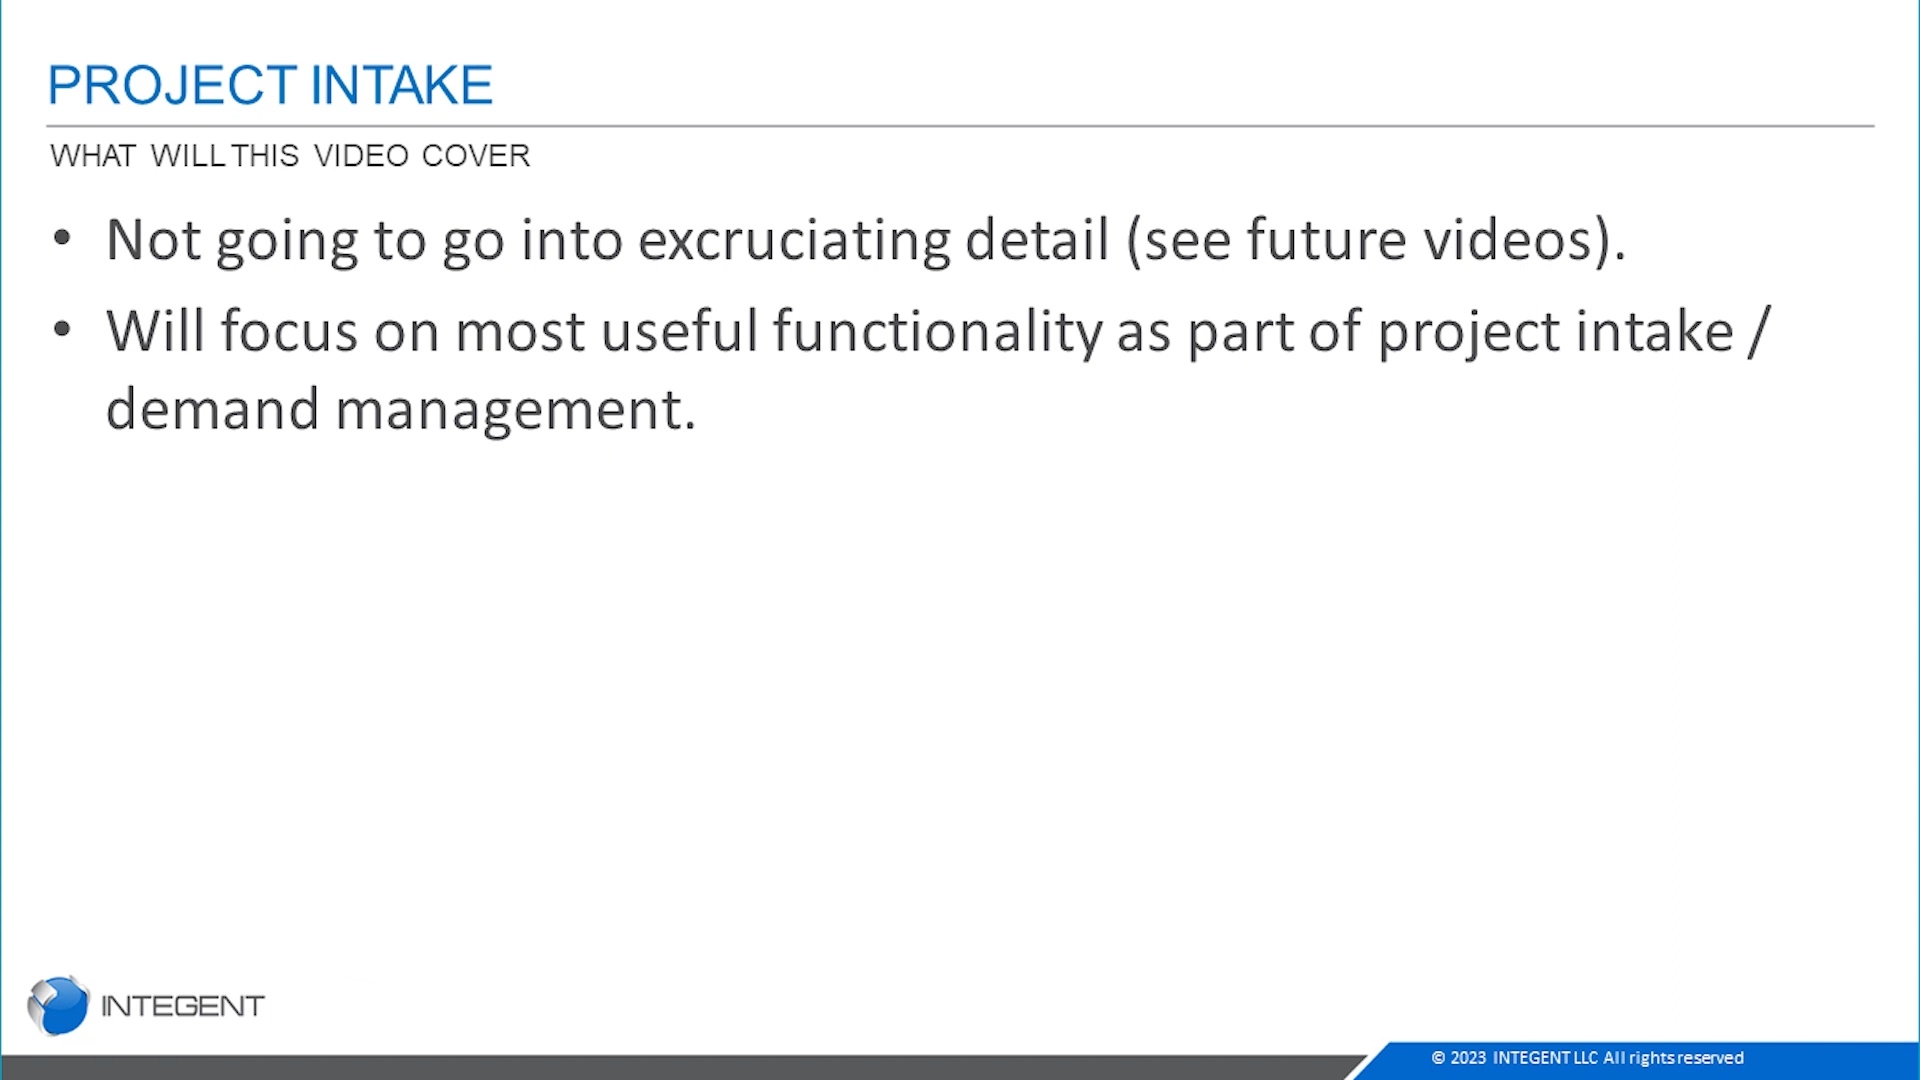 PROJECT INTAKE
WHAT WILL THIS VIDEO COVER
• Not going to go into excruciating detail (see future videos).
• Will focus on most useful functionality as part of project intake /
demand management.
INTEGENT
© 2023 INTEGENT LLC All rights reserved